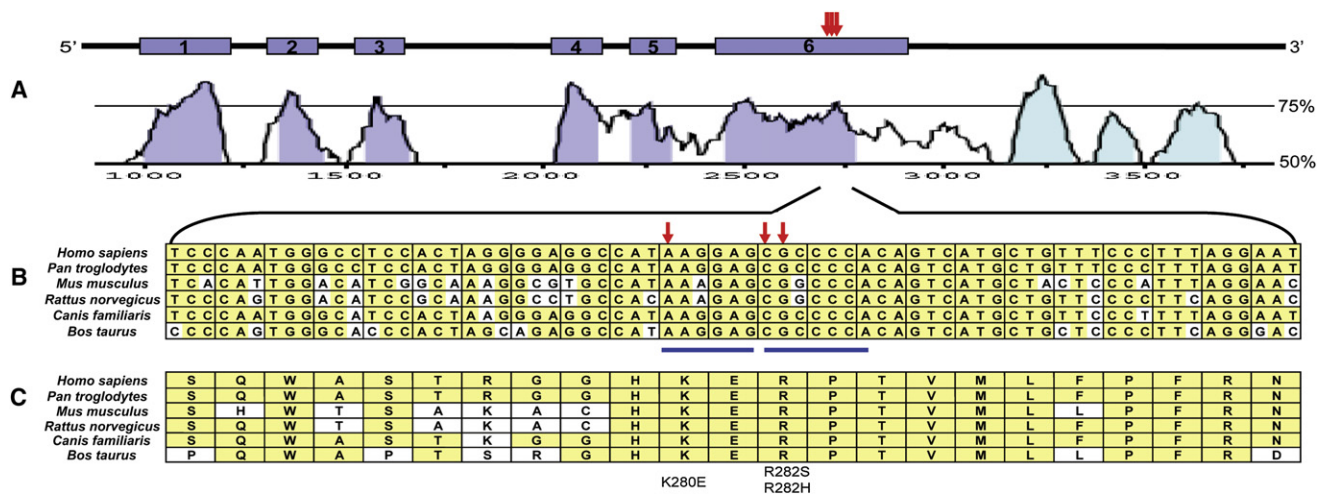 5’ 1 2 3 4 5 6 3’
A
75%
50%
1000 1500 2000 2500 3000 3500
B
Homo sapiens T C C C A A T G G G C C T C C A C T A G G G G A G G C C A T A A G G A G C G C C C C A C A G T C A T G C T G T T T C C C T T T A G G A A T
Pan troglodytes T C C C A A T G G G C C T C C A C T A G G G G A G G C C A T A A G G A G C G C C C C A C A G T C A T G C T G T T T C C C T T T A G G A A T
Mus musculus T C A C A T T G G A C A T C G G C A A A G G C G T G C C A T A A A G A G C G G C C C A C A G T C A T G C T A C T C C C A T T T A G G A A C
Rattus norvegicus T C C C A G T G G A C A T C C G C A A A G G C C T G C C A C A A A G A G C G G C C C A C A G T C A T G C T G T T C C C C T T C A G G A A C
Canis familiaris T C C C A A T G G G C A T C C A C T A A G G G A G G C C A T A A G G A G C G C C C C A C A G T C A T G C T G T T C C C T T T T A G G A A T
Bos taurus C C C C A G T G G G C A C C C A C T A G C A G A G G C C A T A A G G A G C G C C C C A C A G T C A T G C T G C T C C C C T T C A G G G A C
C
Homo sapiens S Q W A S T R G G H K E R P T V M L F P F R N
Pan troglodytes S Q W A S T R G G H K E R P T V M L F P F R N
Mus musculus S H W T S A K A C H K E R P T V M L L P F R N
Rattus norvegicus S Q W T S A K A C H K E R P T V M L F P F R N
Canis familiaris S Q W A S T K G G H K E R P T V M L F P F R N
Bos taurus P Q W A P T S R G H K E R P T V M L L P F R D
K280E
R282S
R282H